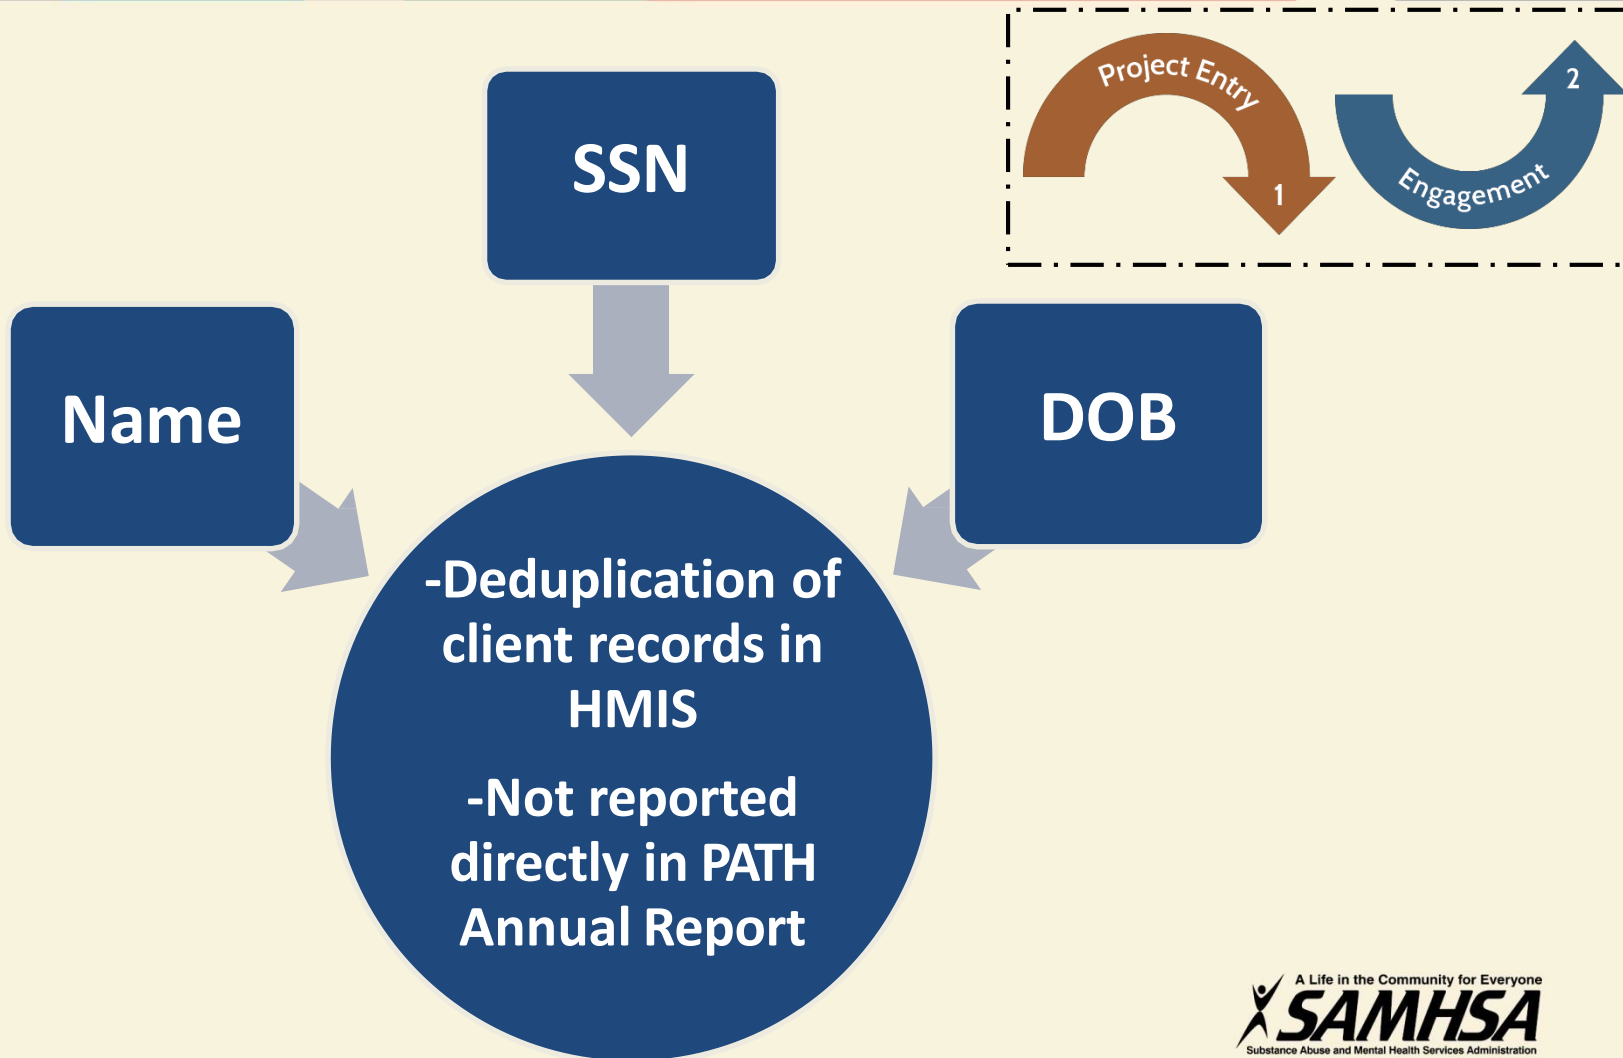 Project Entry
1
2
Engagement
SSN
Name
DOB
-Deduplication of
client records in
HMIS
-Not reported
directly in PATH
Annual Report
A Life in the Community for Everyone
SAMHSA
Substance Abuse and Mental Health Services Administration